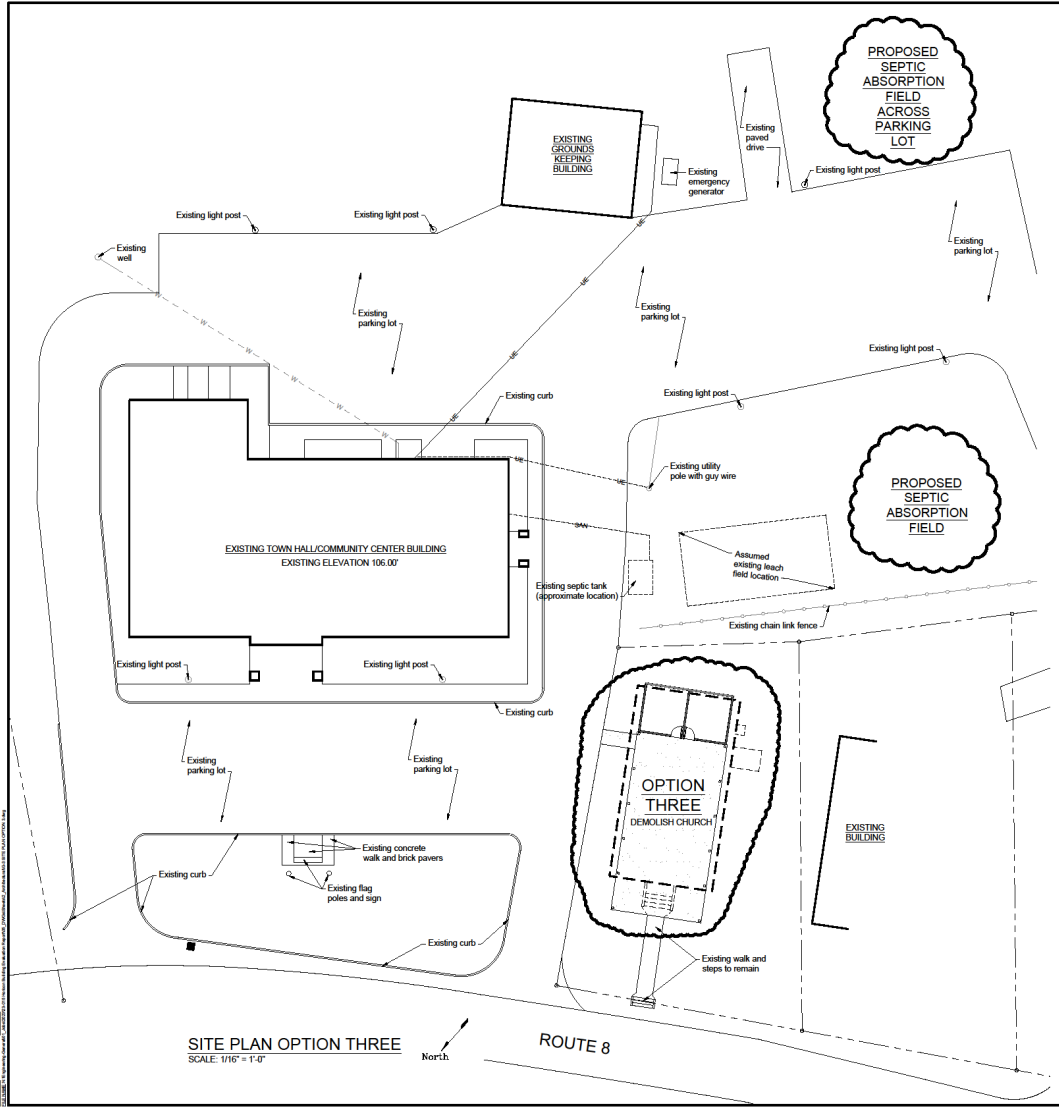 PROPOSED
SEPTIC
ABSORPTION
FIELD
ACROSS
PARKING
LOT
EXISTING
GROUNDS
KEEPING
BUILDING
Existing
paved
drive
Existing
emergency
generator
Existing light post
Existing light post
Existing light post
Existing
well
Existing
parking lot
Existing
parking lot
Existing
parking lot
UE
UE
UE
UE
W
W
W
W
W
Existing light post
Existing light post
Existing curb
Existing utility
pole with guy wire
UE
UE
SAN
PROPOSED
SEPTIC
ABSORPTION
FIELD
EXISTING TOWN HALL/COMMUNITY CENTER BUILDING
EXISTING ELEVATION 106.00'
Assumed
existing leach
field location
Existing septic tank
(approximate location)
Existing chain link fence
Existing light post
Existing light post
Existing curb
Existing
parking lot
Existing
parking lot
OPTION
THREE
DEMOLISH CHURCH
EXISTING
BUILDING
Existing concrete
walk and brick pavers
Existing curb
Existing flag
poles and sign
Existing curb
Existing walk and
steps to remain
SITE PLAN OPTION THREE
SCALE: 1/16" = 1'-0"
North
ROUTE 8